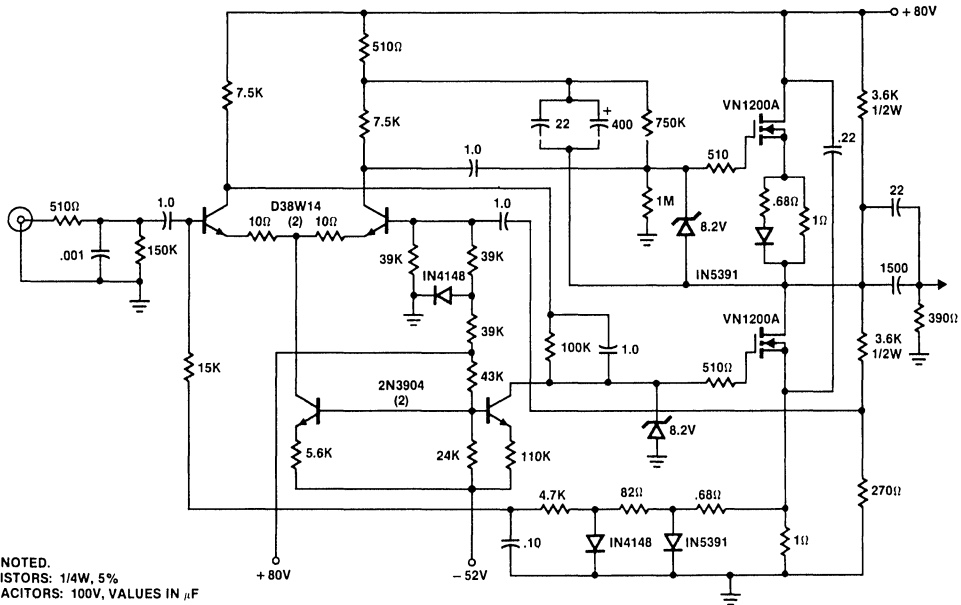 + 80V
510Ω
7.5K
7.5K
22
+
400
750K
VN1200A
3.6K
1/2W
.22
1.0
510
510Ω
1.0
D38W14
(2)
10Ω
10Ω
1.0
1M
8.2V
.68Ω
1Ω
22
.001
150K
39K
39K
IN4148
IN5391
1500
VN1200A
390Ω
39K
100K
1.0
3.6K
1/2W
15K
43K
510Ω
2N3904
(2)
8.2V
5.6K
24K
110K
270Ω
4.7K
82Ω
.68Ω
.10
IN4148
IN5391
1Ω
+ 80V
− 52V
NOTED.
ISTORS: 1/4W, 5%
ACITORS: 100V, VALUES IN μF